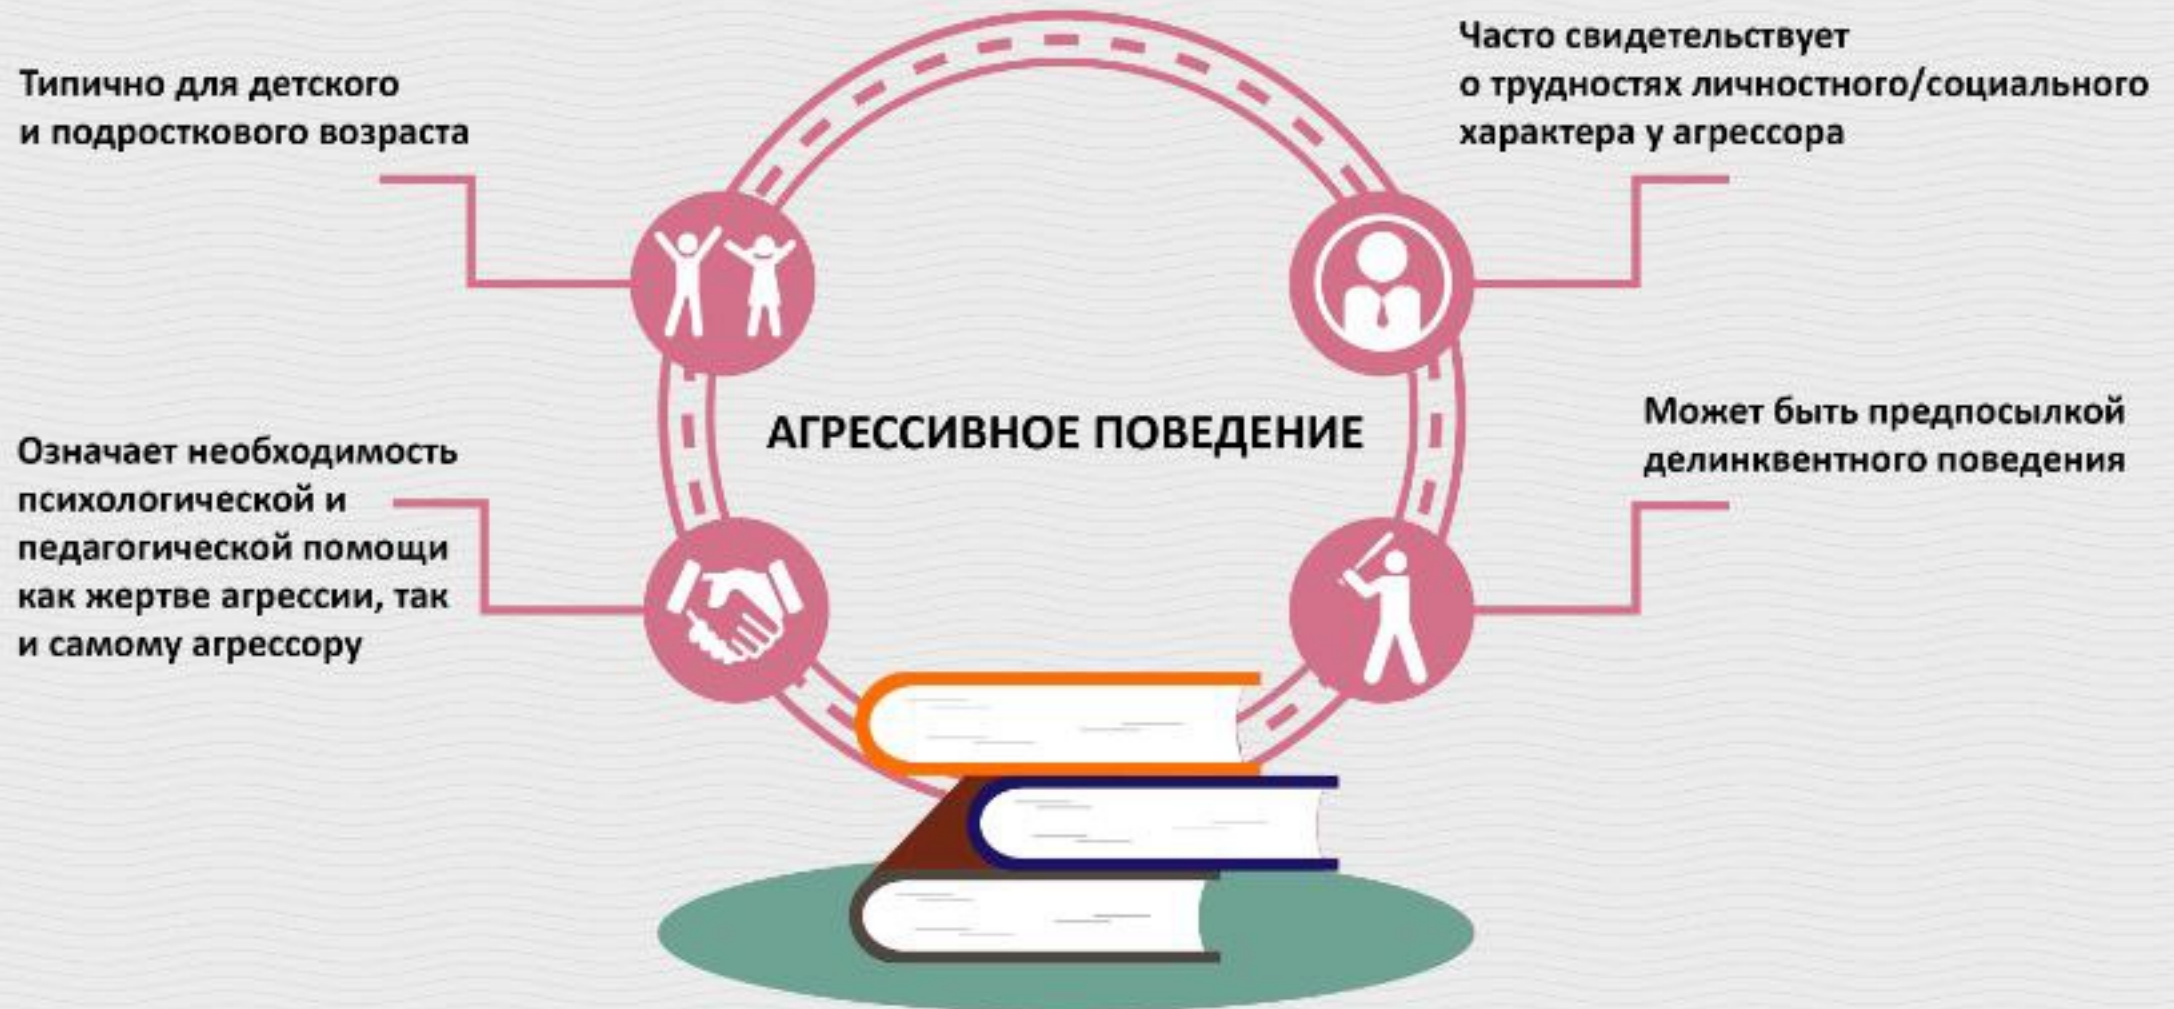 Типично для детского
и подросткового возраста
Часто свидетельствует
о трудностях личностного/социального
характера у агрессора
АГРЕССИВНОЕ ПОВЕДЕНИЕ
Означает необходимость
психологической и
педагогической помощи
как жертве агрессии, так
и самому агрессору
Может быть предпосылкой
делинквентного поведения